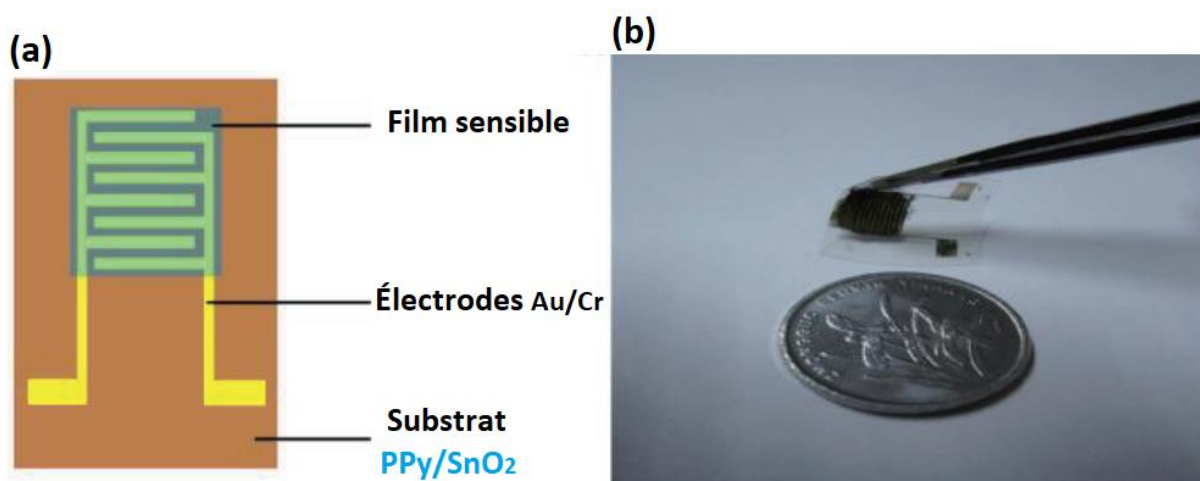 (a)
(b)
Film sensible
Électrodes Au/Cr
Substrat
PPy/SnO₂